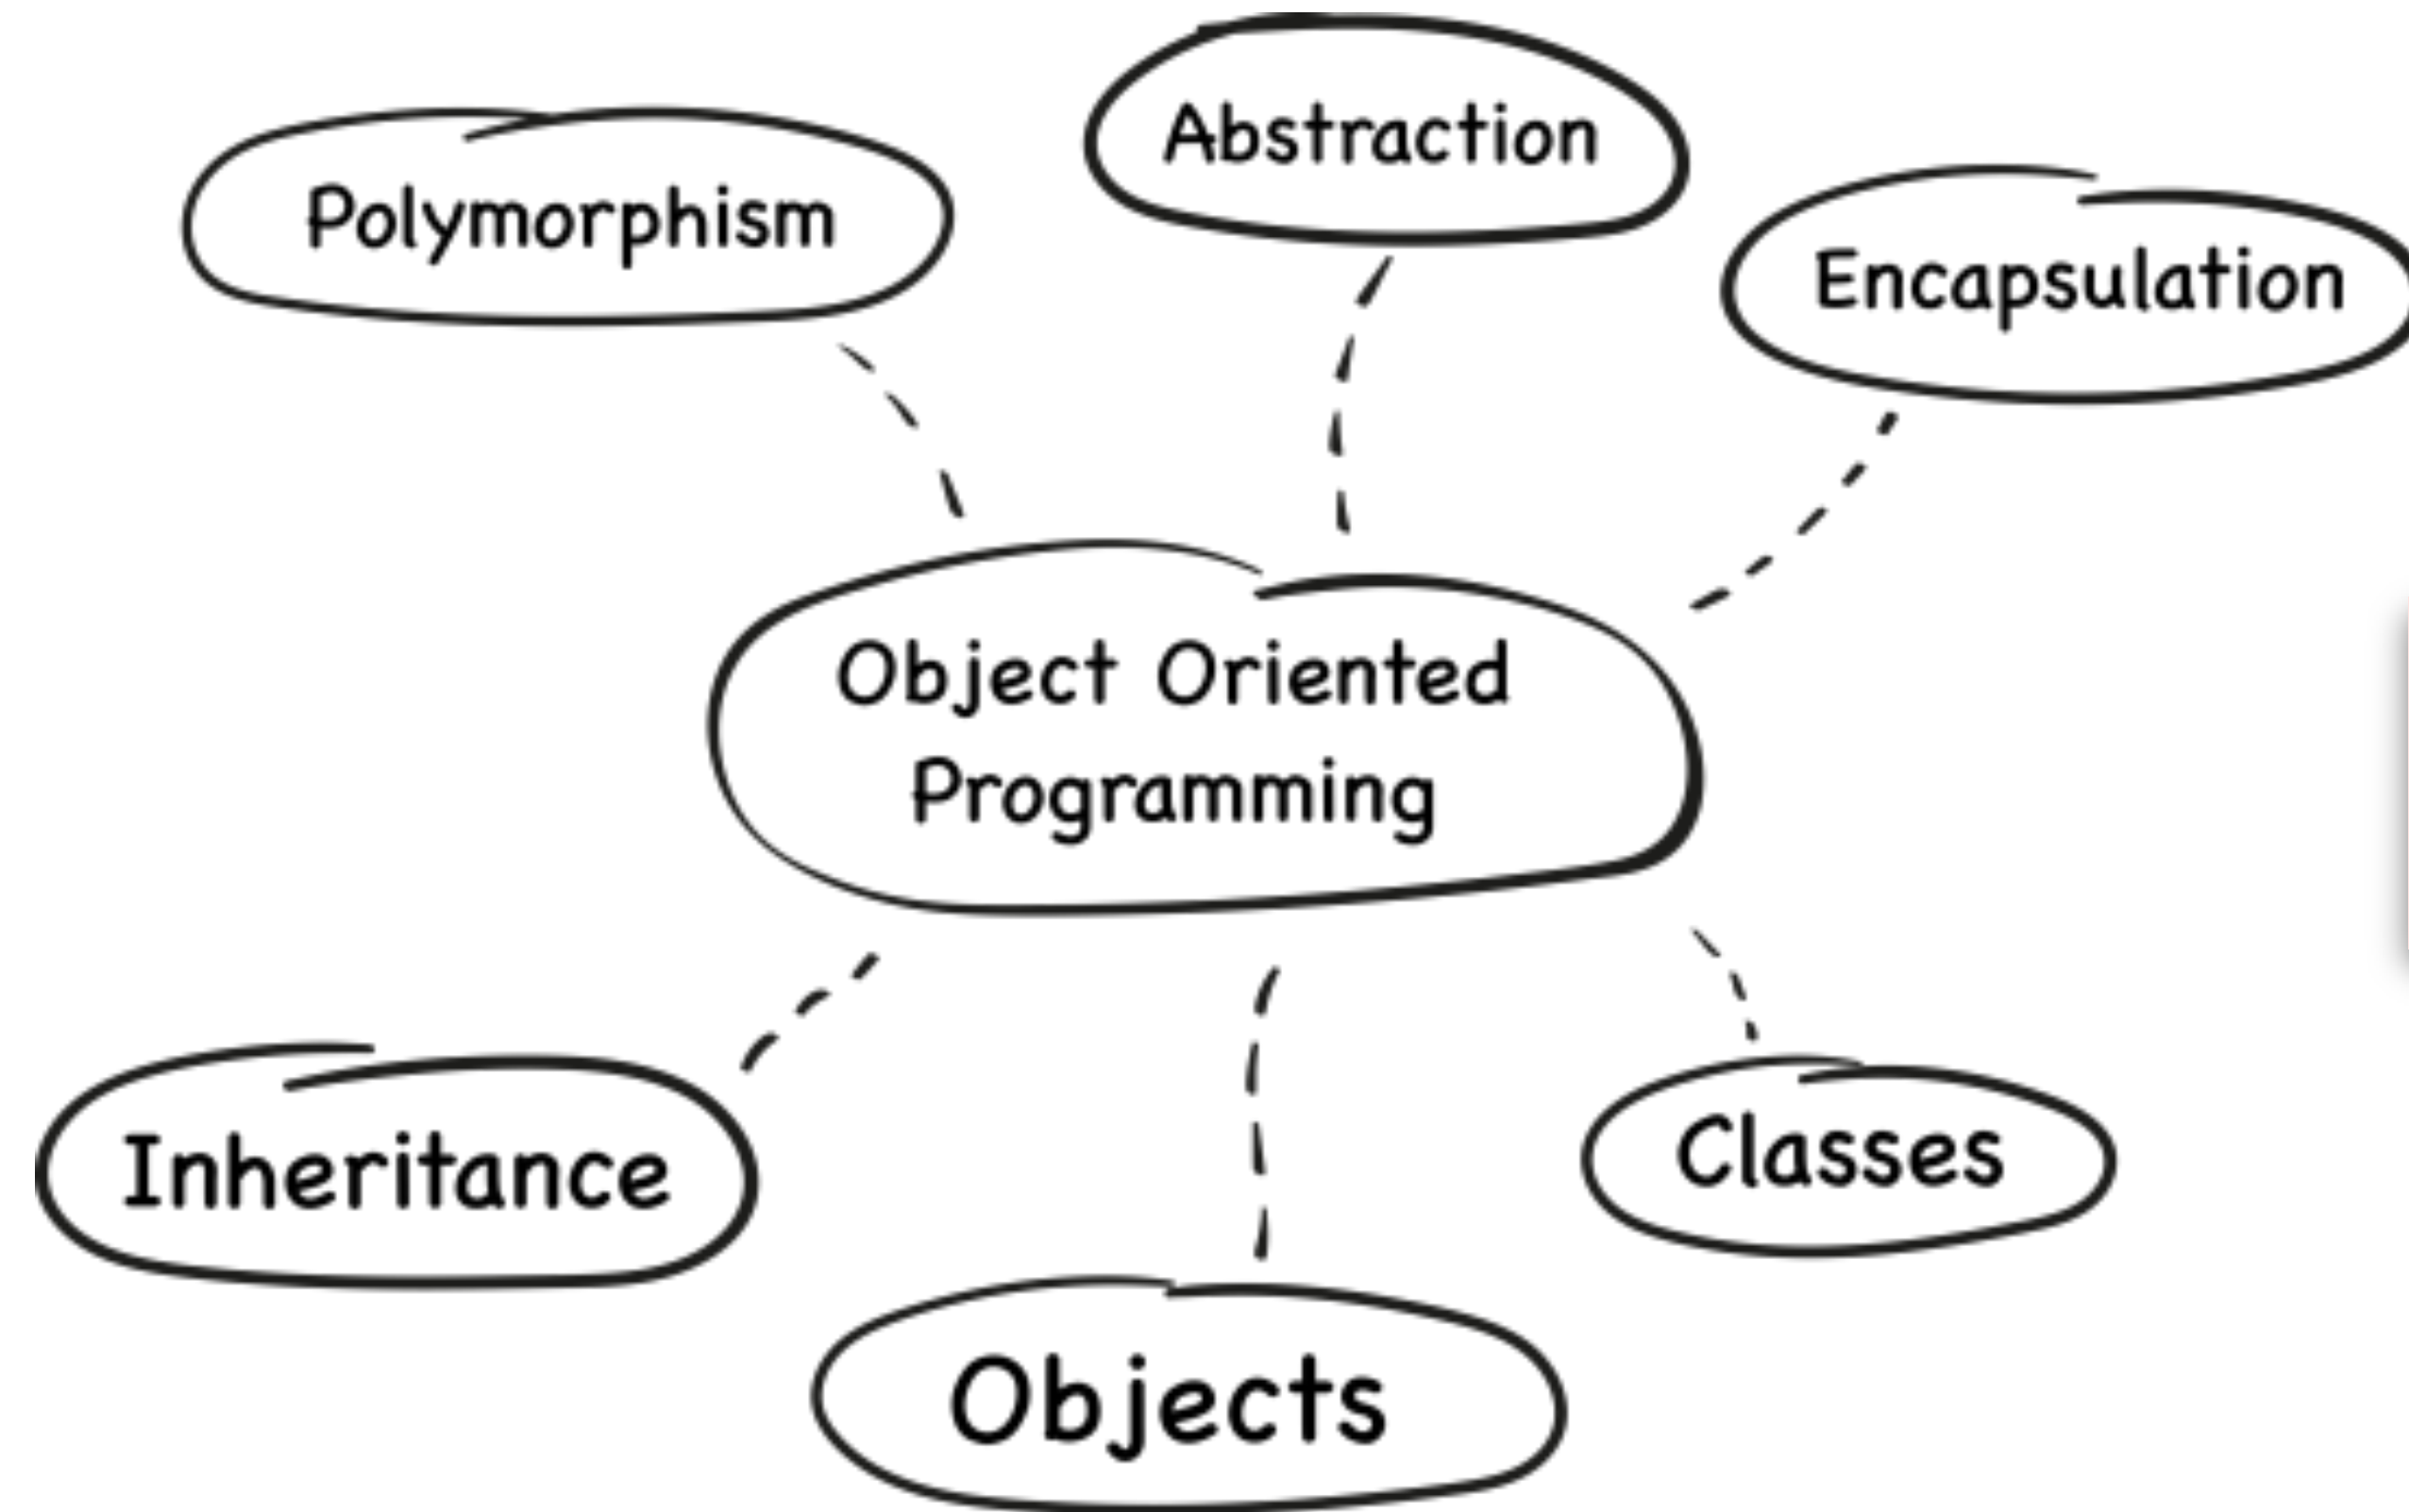 Abstraction
Polymorphism
Encapsulation
Object Oriented
Programming
Inheritance
Classes
Objects